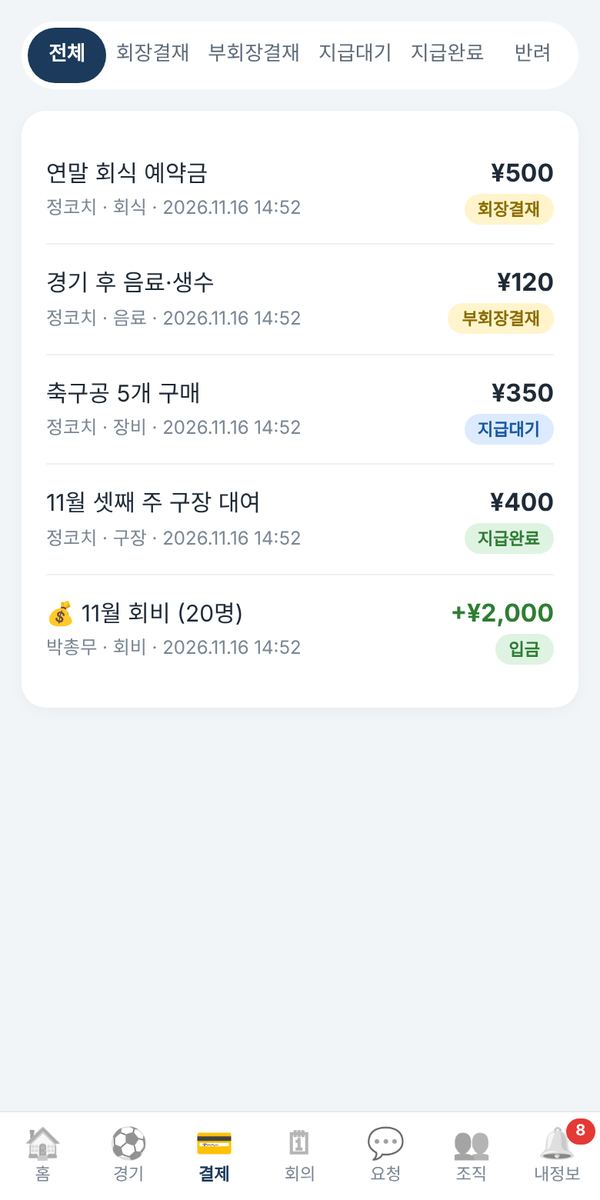 전체 회장결재 부회장결재 지급대기 지급완료 반려
연말 회식 예약금 ¥500
정코치 · 회식 · 2026.11.16 14:52 회장결재
경기 후 음료·생수 ¥120
정코치 · 음료 · 2026.11.16 14:52 부회장결재
축구공 5개 구매 ¥350
정코치 · 장비 · 2026.11.16 14:52 지급대기
11월 셋째 주 구장 대여 ¥400
정코치 · 구장 · 2026.11.16 14:52 지급완료
💰 11월 회비 (20명) +¥2,000
박총무 · 회비 · 2026.11.16 14:52 입금
8
홈 경기 결제 회의 요청 조직 내정보